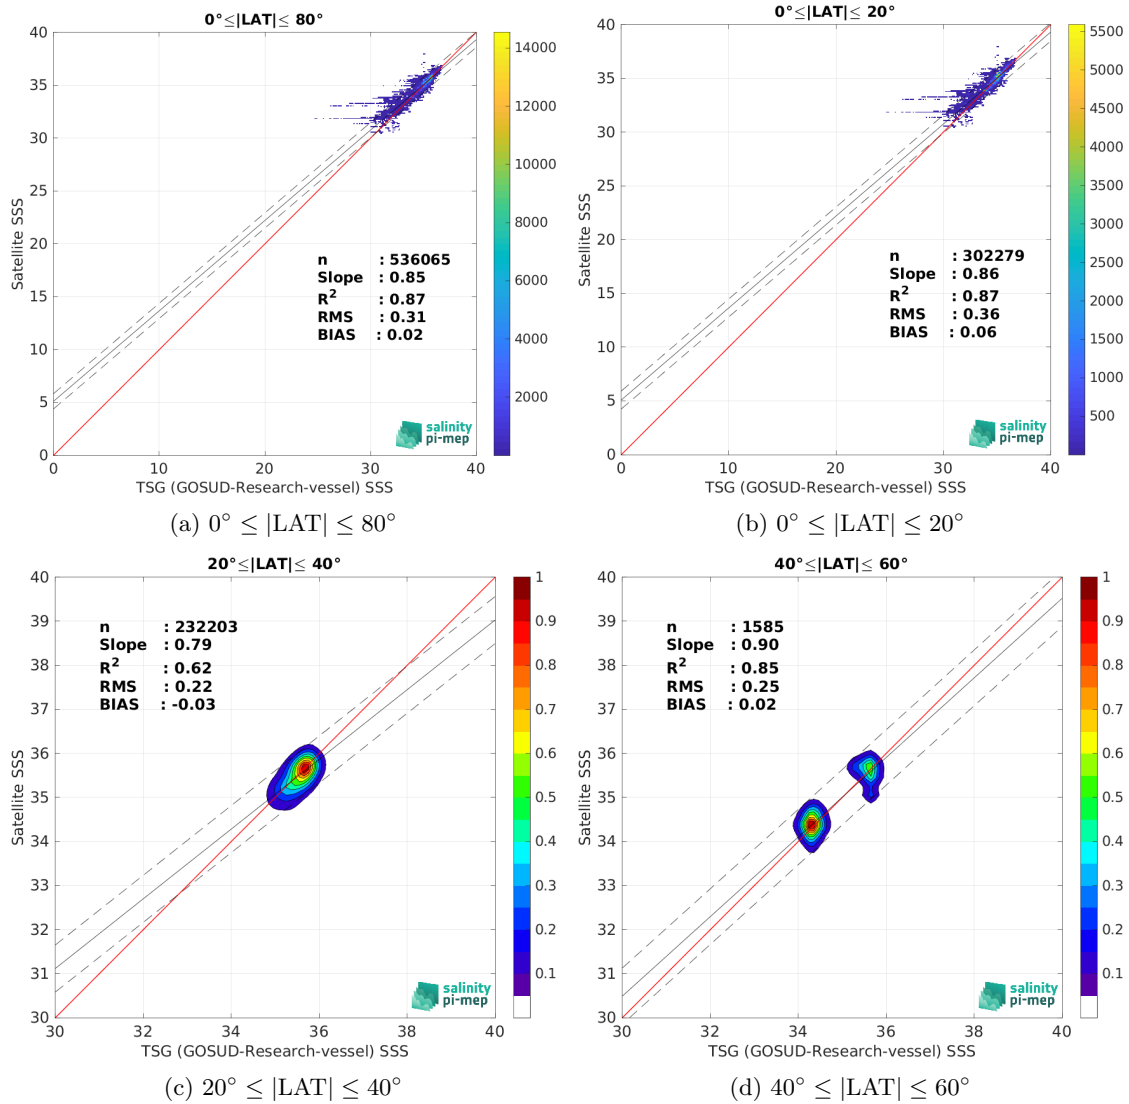 0°≤|LAT|≤ 80°
40
35
30
25
20
15
10
5
0
0
10
20
30
40
Satellite SSS
TSG (GOSUD-Research-vessel) SSS
n : 536065
Slope : 0.85
R² : 0.87
RMS : 0.31
BIAS : 0.02
salinity
pi-mep
14000
12000
10000
8000
6000
4000
2000
(a) 0° ≤ |LAT| ≤ 80°
0°≤|LAT|≤ 20°
40
35
30
25
20
15
10
5
0
0
10
20
30
40
Satellite SSS
TSG (GOSUD-Research-vessel) SSS
n : 302279
Slope : 0.86
R² : 0.87
RMS : 0.36
BIAS : 0.06
salinity
pi-mep
5500
5000
4500
4000
3500
3000
2500
2000
1500
1000
500
(b) 0° ≤ |LAT| ≤ 20°
20°≤|LAT|≤ 40°
40
39
38
37
36
35
34
33
32
31
30
30
32
34
36
38
40
Satellite SSS
TSG (GOSUD-Research-vessel) SSS
n : 232203
Slope : 0.79
R² : 0.62
RMS : 0.22
BIAS : -0.03
salinity
pi-mep
1
0.9
0.8
0.7
0.6
0.5
0.4
0.3
0.2
0.1
(c) 20° ≤ |LAT| ≤ 40°
40°≤|LAT|≤ 60°
40
39
38
37
36
35
34
33
32
31
30
30
32
34
36
38
40
Satellite SSS
TSG (GOSUD-Research-vessel) SSS
n : 1585
Slope : 0.90
R² : 0.85
RMS : 0.25
BIAS : 0.02
salinity
pi-mep
1
0.9
0.8
0.7
0.6
0.5
0.4
0.3
0.2
0.1
(d) 40° ≤ |LAT| ≤ 60°